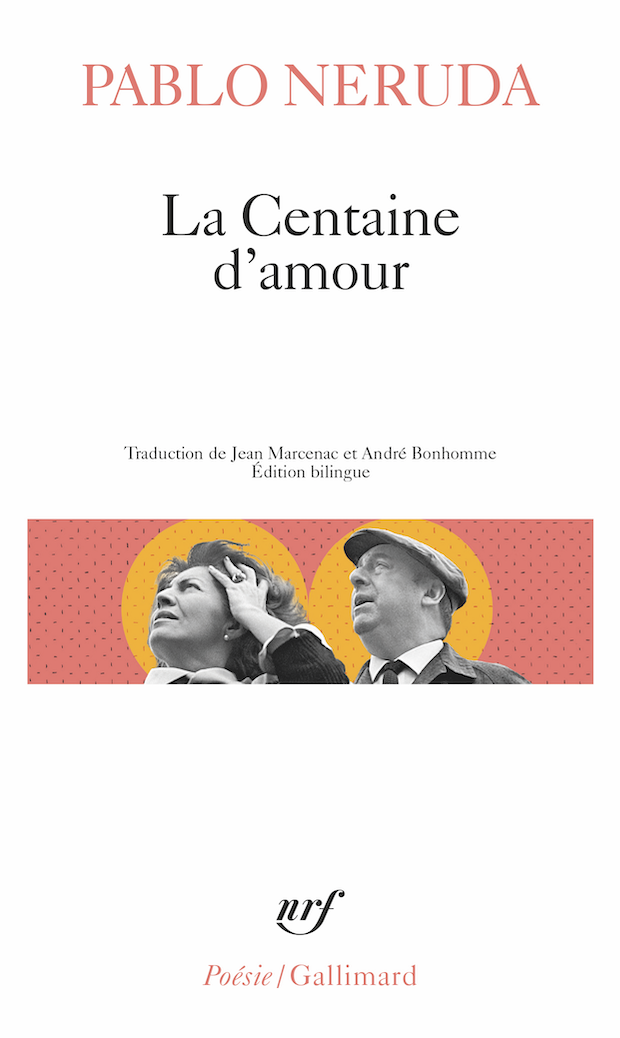 PABLO NERUDA
La Centaine
d’amour
Traduction de Jean Marcenac et André Bonhomme
Édition bilingue
nrf
Poésie / Gallimard